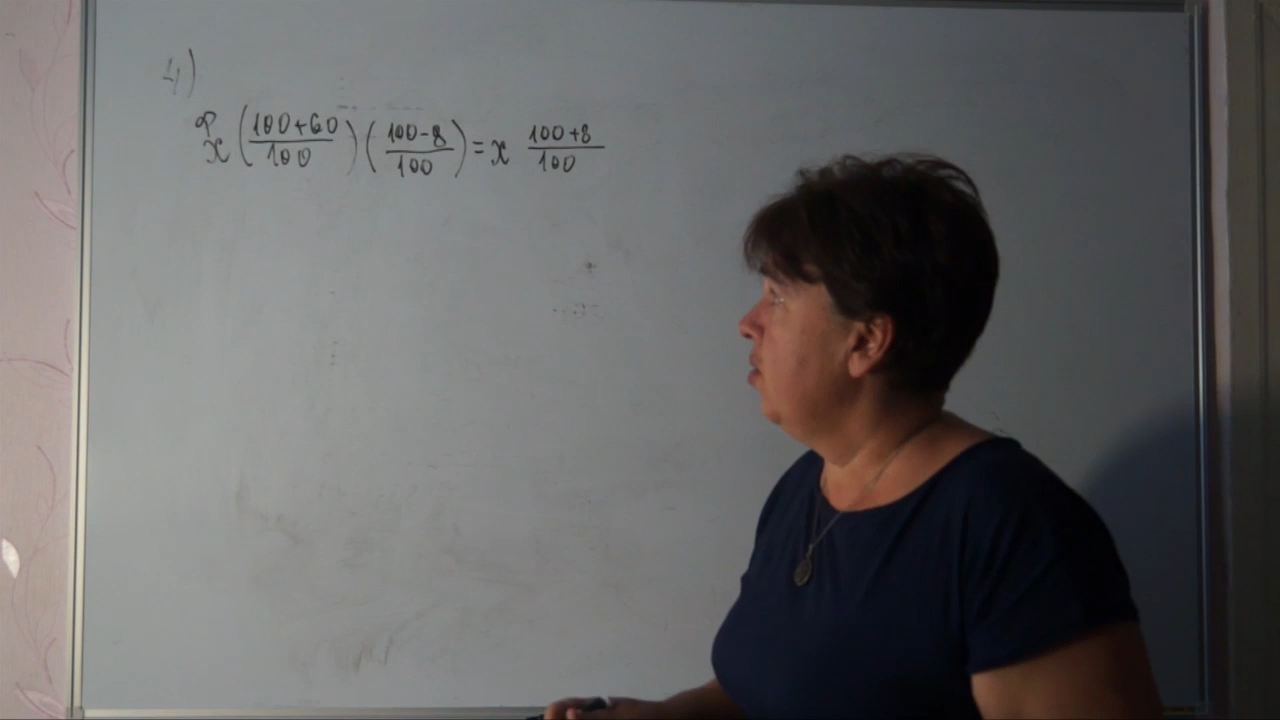 4)
x ((100+60)/100) ((100-8)/100) = x (100+8)/100